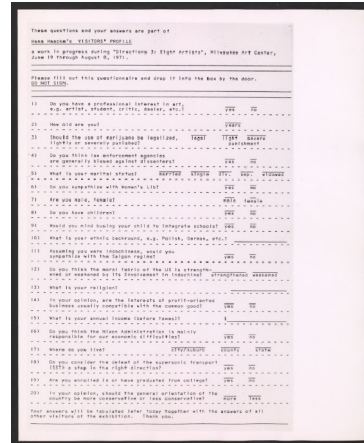 These questions and your answers are part of
Hans Haacke's VISITORS' PROFILE
a work in progress during "Directions 3: Eight Artists", Milwaukee Art Center,
June 19 through August 8, 1971.
Please fill out this questionnaire and drop it into the box by the door.
DO NOT SIGN.
1) Do you have a professional interest in art,
e.g. artist, student, critic, dealer, etc.? yes no
2) How old are you? years
3) Should the use of marijuana be legalized, legal light severe
lightly or severely punished? punishment
4) Do you think law enforcement agencies
are generally biased against dissenters? yes no
5) What is your marital status? married single div. sep. widowed
6) Do you sympathize with Women's Lib? yes no
7) Are you male, female? male female
8) Do you have children? yes no
9) Would you mind busing your child to integrate schools? yes no
10) What is your ethnic background, e.g. Polish, German, etc.?
11) Assuming you were Indochinese, would you
sympathize with the Saigon regime? yes no
12) Do you think the moral fabric of the US is strength-
ened or weakened by its involvement in Indochina? strengthened weakened
13) What is your religion?
14) In your opinion, are the interests of profit-oriented
business usually compatible with the common good? yes no
15) What is your annual income (before taxes)? $
16) Do you think the Nixon Administration is mainly
responsible for our economic difficulties? yes no
17) Where do you live? city/suburb county state
18) Do you consider the defeat of the supersonic transport
(SST) a step in the right direction? yes no
19) Are you enrolled in or have graduated from college? yes no
20) In your opinion, should the general orientation of the
country be more conservative or less conservative? more less
Your answers will be tabulated later today together with the answers of all
other visitors of the exhibition. Thank you.